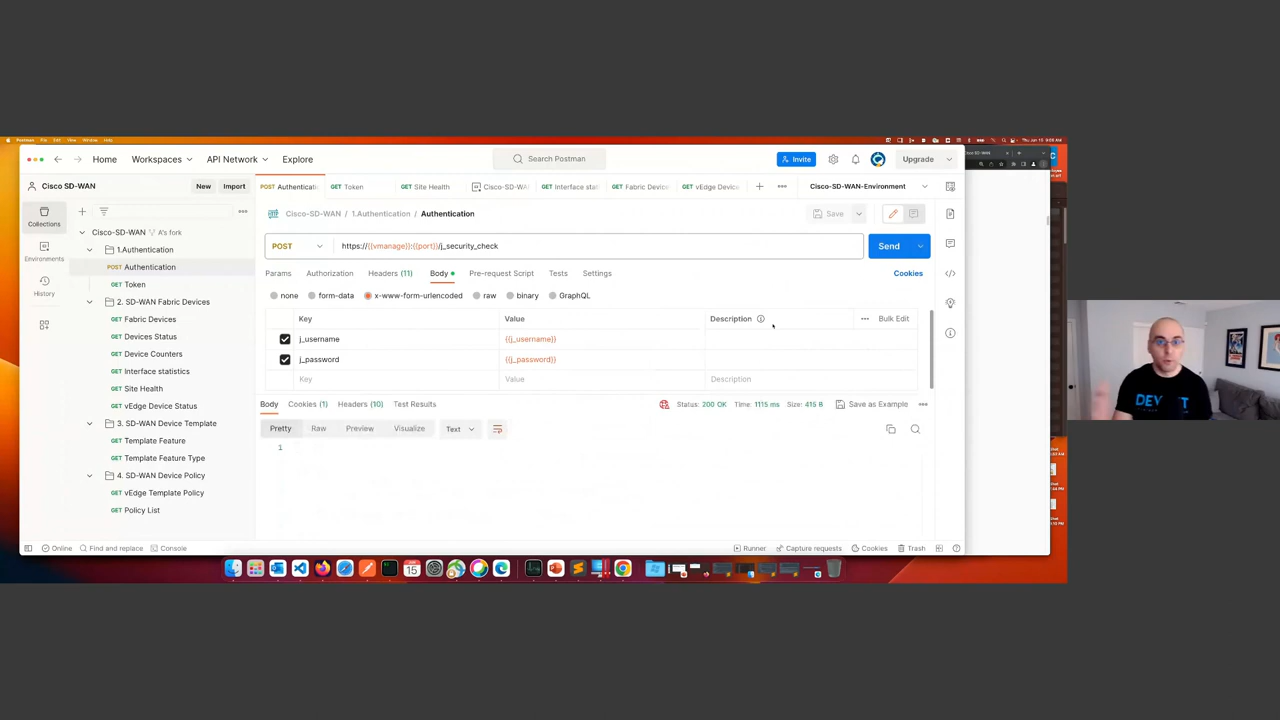 Home Workspaces API Network Explore Search Postman Invite Upgrade
Cisco SD-WAN New Import POST Authenticati GET Token GET Site Health Cisco-SD-WA GET Interface stati GET Fabric Device GET vEdge Device Cisco-SD-WAN-Environment
Collections
Environments
History
Cisco-SD-WAN A's fork
1.Authentication
POST Authentication
GET Token
2. SD-WAN Fabric Devices
GET Fabric Devices
GET Devices Status
GET Device Counters
GET Interface statistics
GET Site Health
GET vEdge Device Status
3. SD-WAN Device Template
GET Template Feature
GET Template Feature Type
4. SD-WAN Device Policy
GET vEdge Template Policy
GET Policy List
Cisco-SD-WAN / 1.Authentication / Authentication Save
POST https://{{vmanage}}:{{port}}/j_security_check Send
Params Authorization Headers (11) Body Pre-request Script Tests Settings Cookies
none form-data x-www-form-urlencoded raw binary GraphQL
Key Value Description Bulk Edit
j_username {{j_username}}
j_password {{j_password}}
Key Value Description
Body Cookies (1) Headers (10) Test Results Status: 200 OK Time: 1115 ms Size: 415 B Save as Example
Pretty Raw Preview Visualize Text
1
Online Find and replace Console Runner Capture requests Cookies Trash
15